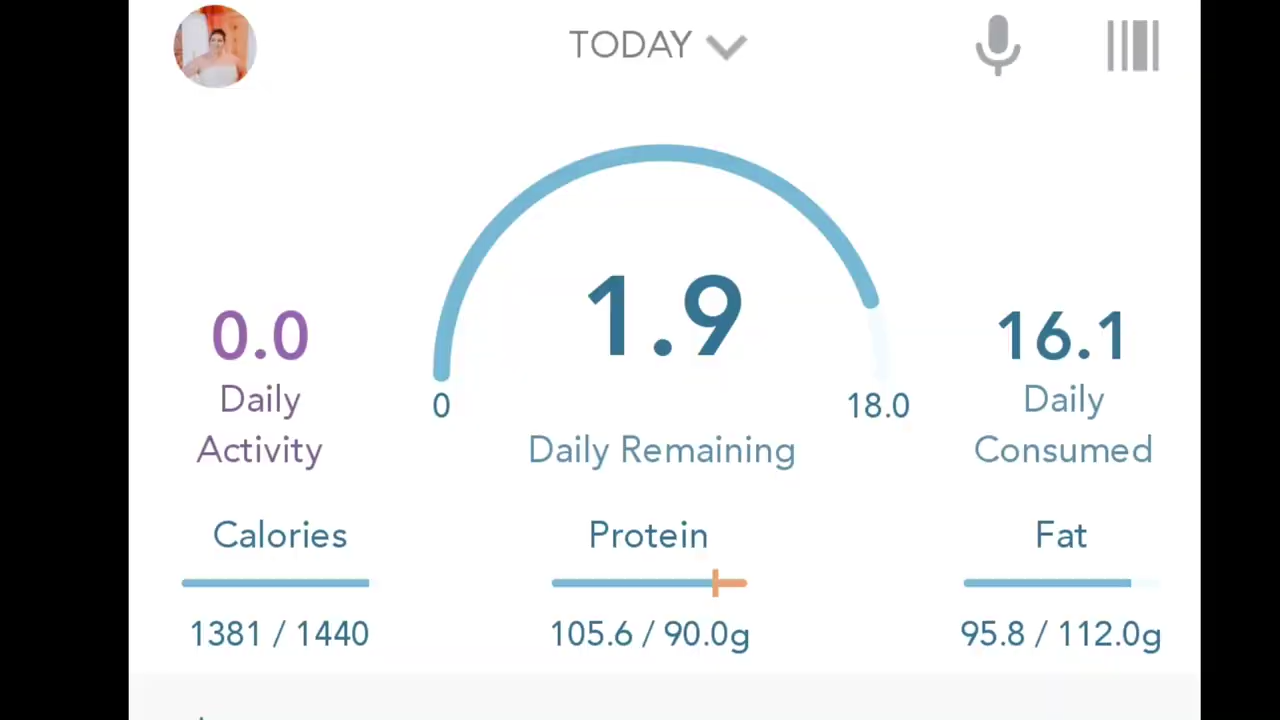 TODAY
1.9
0.0
16.1
Daily
Activity
0
18.0
Daily Remaining
Daily
Consumed
Calories
Protein
Fat
1381 / 1440
105.6 / 90.0g
95.8 / 112.0g